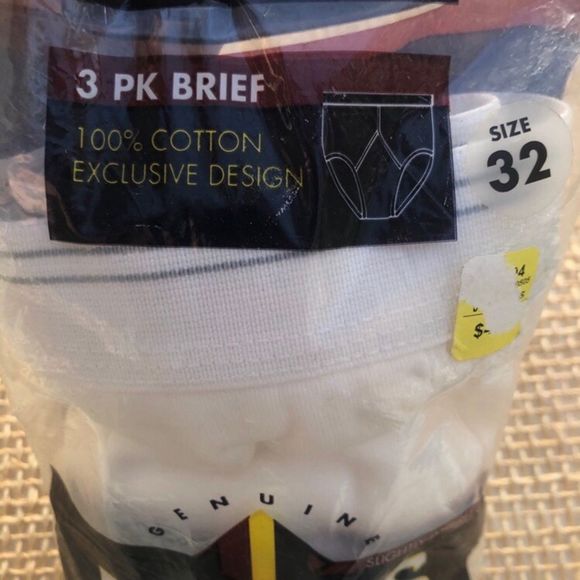 3 PK BRIEF
100% COTTON
EXCLUSIVE DESIGN
SIZE
32
$
GENUINE